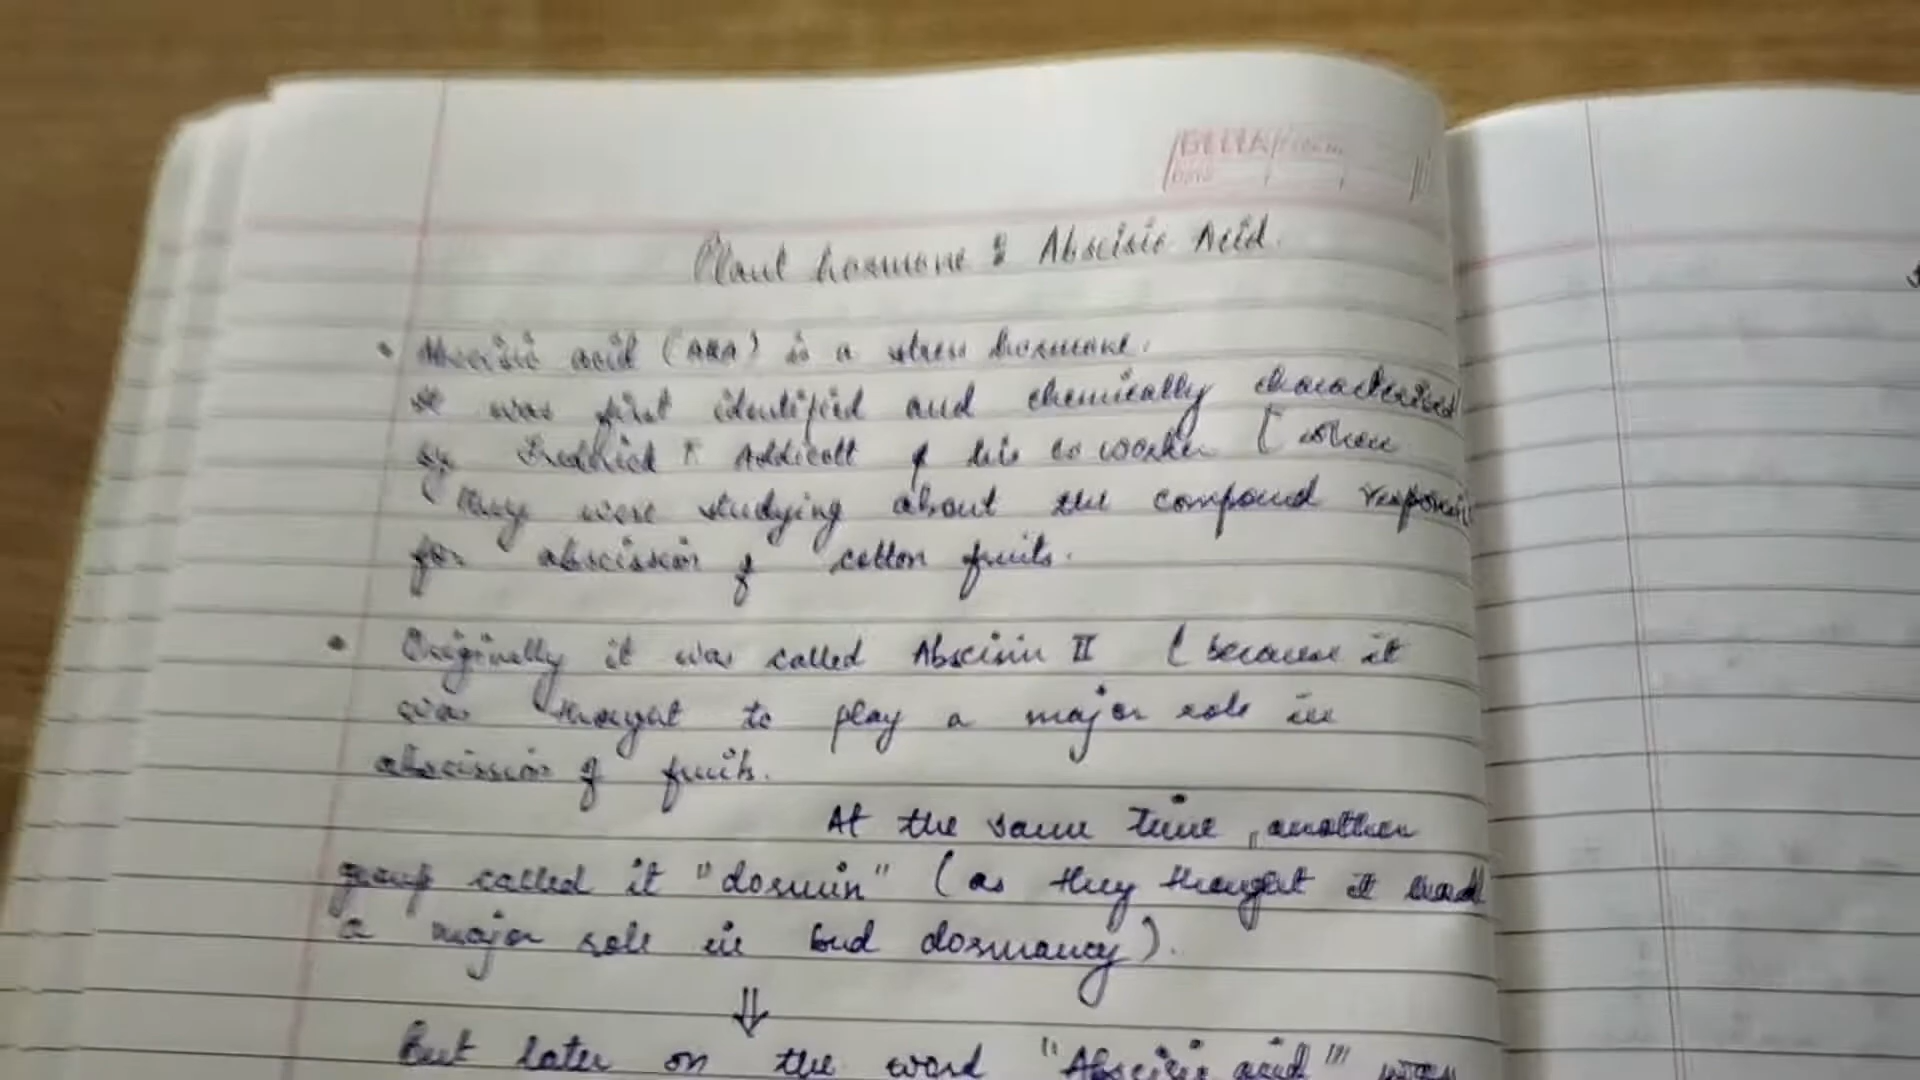 Plant hormone : Abscisic Acid.
• Abscisic acid (ABA) is a stress hormone.
It was first identified and chemically characterised
by Fredrick T Addicott & his co worker (when
they were studying about the compound
for abscission of cotton fruits.
• Originally it was called Abscisin II (because it
was thought to play a major role in
abscission of fruits.
At the same time, another
group called it "dormin" (as they thought it had
a major role in bud dormancy).
⇓
But later on the word "Abscisic acid"